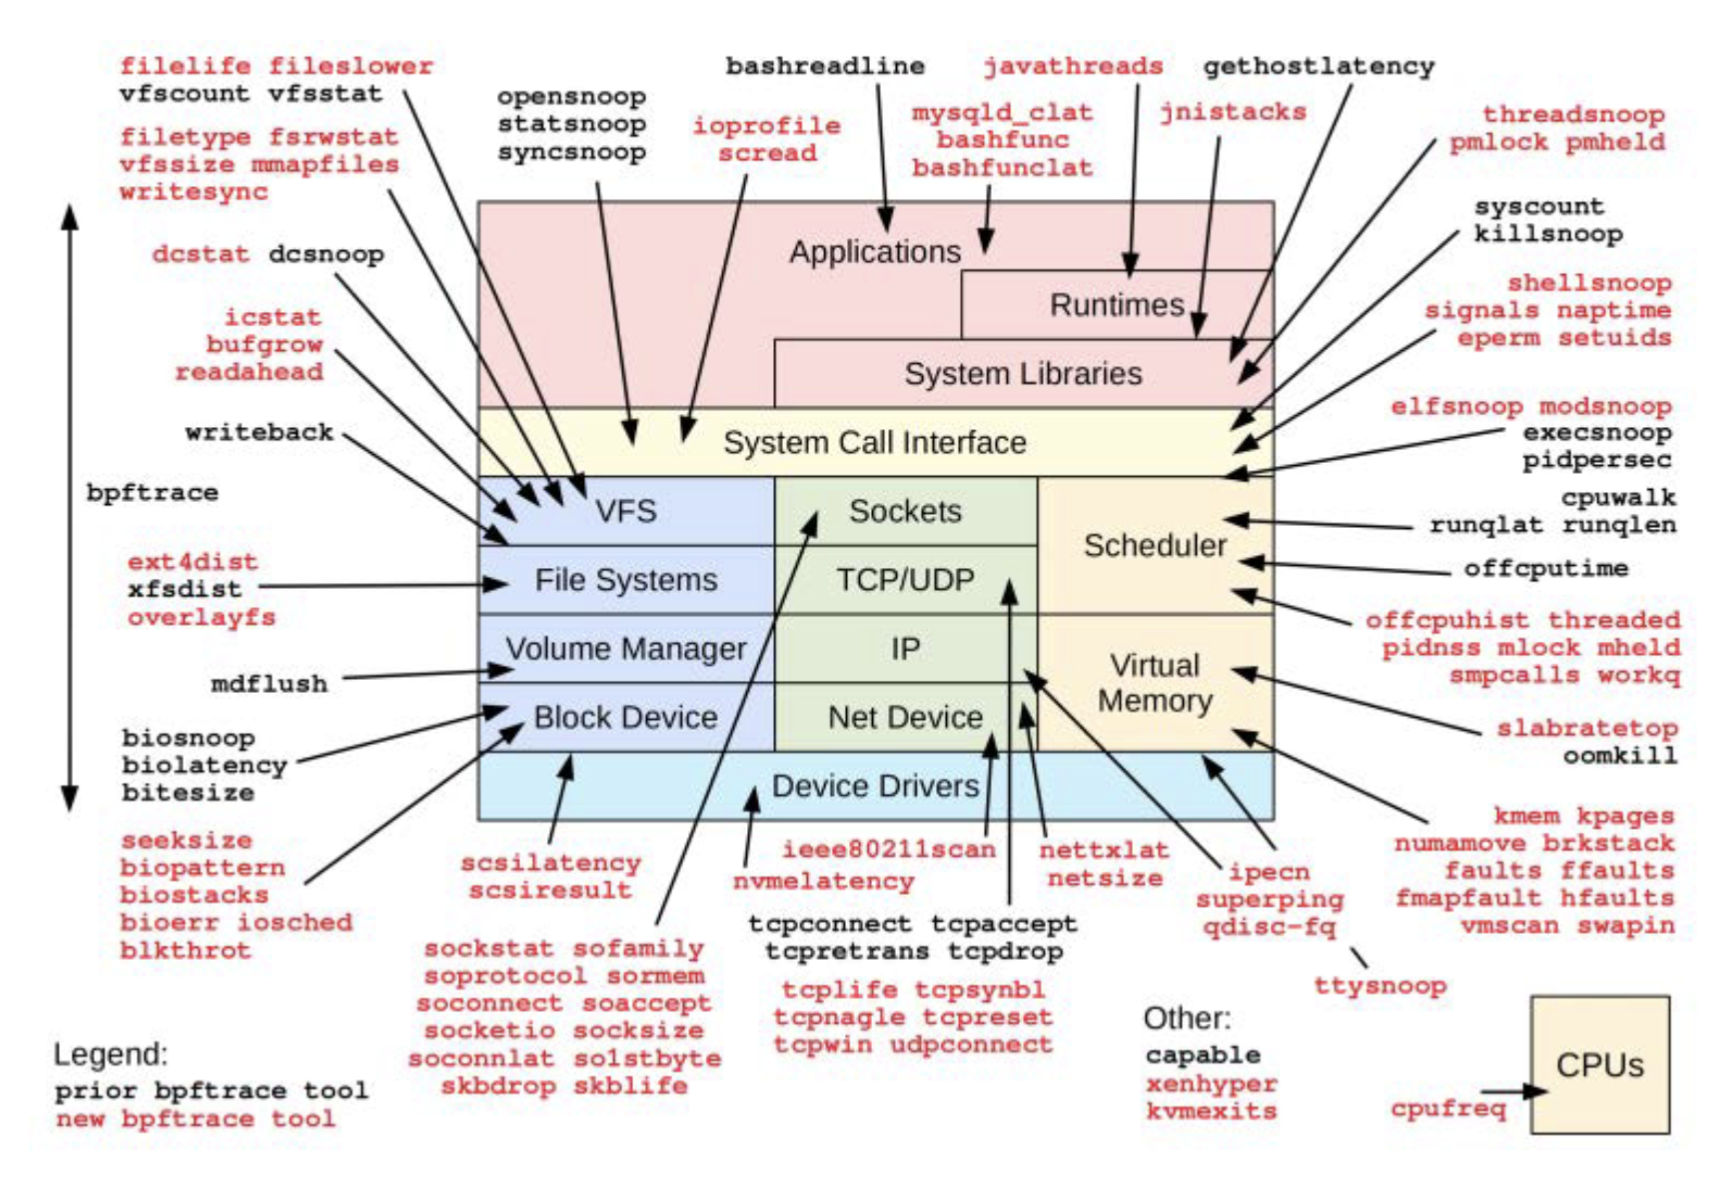 filelife fileslower
vfscount vfsstat
filetype fsrwstat
vfssize mmapfiles
writesync
opensnoop
statsnoop
syncsnoop
ioprofile
scread
bashreadline
javathreads
gethostlatency
mysqld_clat
bashfunc
bashfunclat
jnistacks
threadsnoop
pmlock pmheld
syscount
killsnoop
dcstat dcsnoop
icstat
bufgrow
readahead
writeback
bpftrace
ext4dist
xfsdist
overlayfs
mdflush
biosnoop
biolatency
bitesize
seeksize
biopattern
biostacks
bioerr iosched
blkthrot
Applications
Runtimes
System Libraries
System Call Interface
VFS
Sockets
Scheduler
File Systems
TCP/UDP
Volume Manager
IP
Virtual
Memory
Block Device
Net Device
Device Drivers
shellsnoop
signals naptime
eperm setuids
elfsnoop modsnoop
execsnoop
pidpersec
cpuwalk
runqlat runqlen
offcputime
offcpuhist threaded
pidnss mlock mheld
smpcalls workq
slabratetop
oomkill
kmem kpages
numamove brkstack
faults ffaults
fmapfault hfaults
vmscan swapin
scsilatency
scsiresult
nvmelatency
ieee80211scan
nettxlat
netsize
ipecn
superping
qdisc-fq
ttysnoop
tcpconnect tcpaccept
tcpretrans tcpdrop
tcplife tcpsynbl
tcpnagle tcpreset
tcpwin udpconnect
sockstat sofamily
soprotocol sormem
soconnect soaccept
socketio socksize
soconnlat so1stbyte
skbdrop skblife
Legend:
prior bpftrace tool
new bpftrace tool
Other:
capable
xenhyper
kvmexits
cpufreq
CPUs